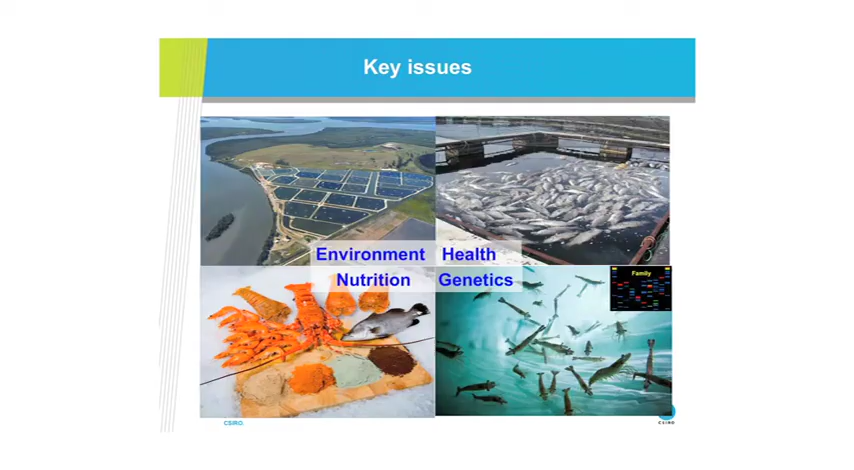 Key issues
Environment Health
Nutrition Genetics
Family
CSIRO
CSIRO